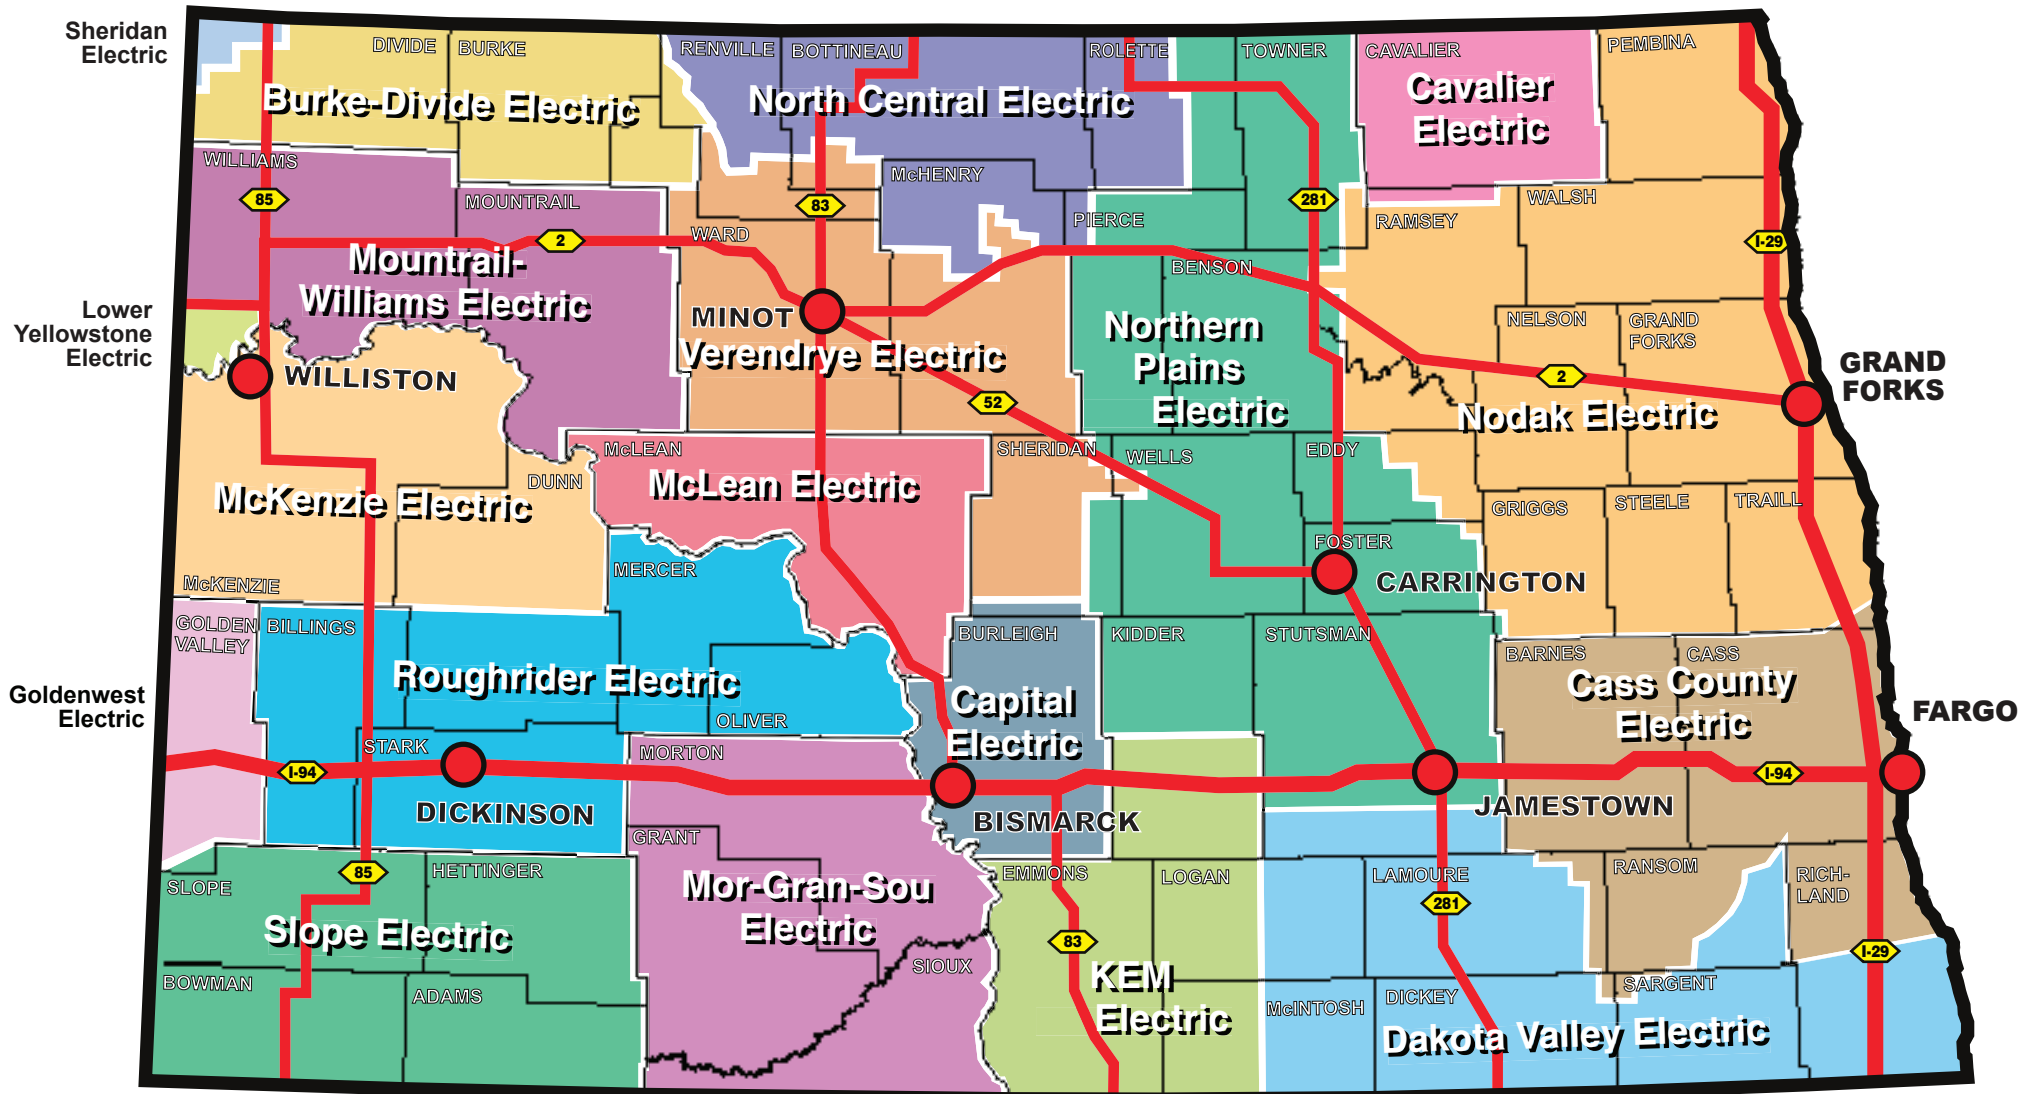 Sheridan
Electric
DIVIDE
BURKE
RENVILLE
BOTTINEAU
ROLETTE
TOWNER
CAVALIER
PEMBINA
Burke-Divide Electric
North Central Electric
Cavalier
Electric
WILLIAMS
85
MOUNTRAIL
2
Mountrail-
Williams Electric
WARD
83
McHENRY
PIERCE
281
RAMSEY
WALSH
I-29
BENSON
Lower
Yellowstone
Electric
WILLISTON
MINOT
Verendrye Electric
52
Northern
Plains
Electric
NELSON
GRAND
FORKS
2
GRAND
FORKS
Nodak Electric
McLEAN
McLean Electric
SHERIDAN
WELLS
EDDY
DUNN
McKenzie Electric
McKENZIE
GRIGGS
STEELE
TRAILL
FOSTER
CARRINGTON
MERCER
GOLDEN
VALLEY
BILLINGS
Roughrider Electric
OLIVER
BURLEIGH
KIDDER
STUTSMAN
BARNES
CASS
Cass County
Electric
Goldenwest
Electric
Capital
Electric
FARGO
STARK
MORTON
I-94
I-94
DICKINSON
BISMARCK
JAMESTOWN
GRANT
SLOPE
85
HETTINGER
Slope Electric
Mor-Gran-Sou
Electric
EMMONS
LOGAN
LAMOURE
RANSOM
RICH-
LAND
281
83
I-29
BOWMAN
ADAMS
SIOUX
KEM
Electric
McINTOSH
DICKEY
SARGENT
Dakota Valley Electric